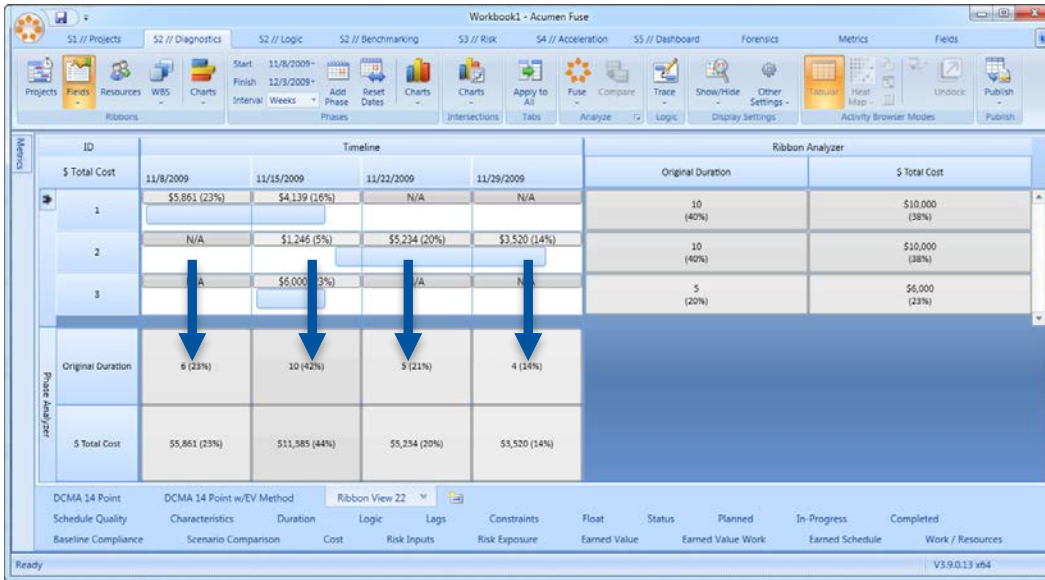 Workbook1 - Acumen Fuse
S1 // Projects S2 // Diagnostics S2 // Logic S2 // Benchmarking S3 // Risk S4 // Acceleration S5 // Dashboard Forensics Metrics Fields
Start 11/8/2009
Finish 12/3/2009
Interval Weeks
Projects Fields Resources WBS Charts Add Phase Reset Dates Charts Charts Apply to All Fuse Compare Trace Show/Hide Other Settings Tabular Heat Map Undock Publish
Ribbons Phases Intersections Tabs Analyze Logic Display Settings Activity Browser Modes Publish
Metrics
ID Timeline Ribbon Analyzer
$ Total Cost 11/8/2009 11/15/2009 11/22/2009 11/29/2009 Original Duration $ Total Cost
$5,861 (23%) $4,139 (16%) N/A N/A
1 10 (40%) $10,000 (38%)
N/A $1,246 (5%) $5,234 (20%) $3,520 (14%)
2 10 (40%) $10,000 (38%)
$6,000
3 5 (20%) $6,000 (23%)
Phase Analyzer
Original Duration 6 (23%) 10 (42%) 5 (21%) 4 (14%)
$ Total Cost $5,861 (23%) $11,385 (44%) $5,234 (20%) $3,520 (14%)
DCMA 14 Point DCMA 14 Point w/EV Method Ribbon View 22
Schedule Quality Characteristics Duration Logic Lags Constraints Float Status Planned In-Progress Completed
Baseline Compliance Scenario Comparison Cost Risk Inputs Risk Exposure Earned Value Earned Value Work Earned Schedule Work / Resources
Ready V3.9.0.13 x64